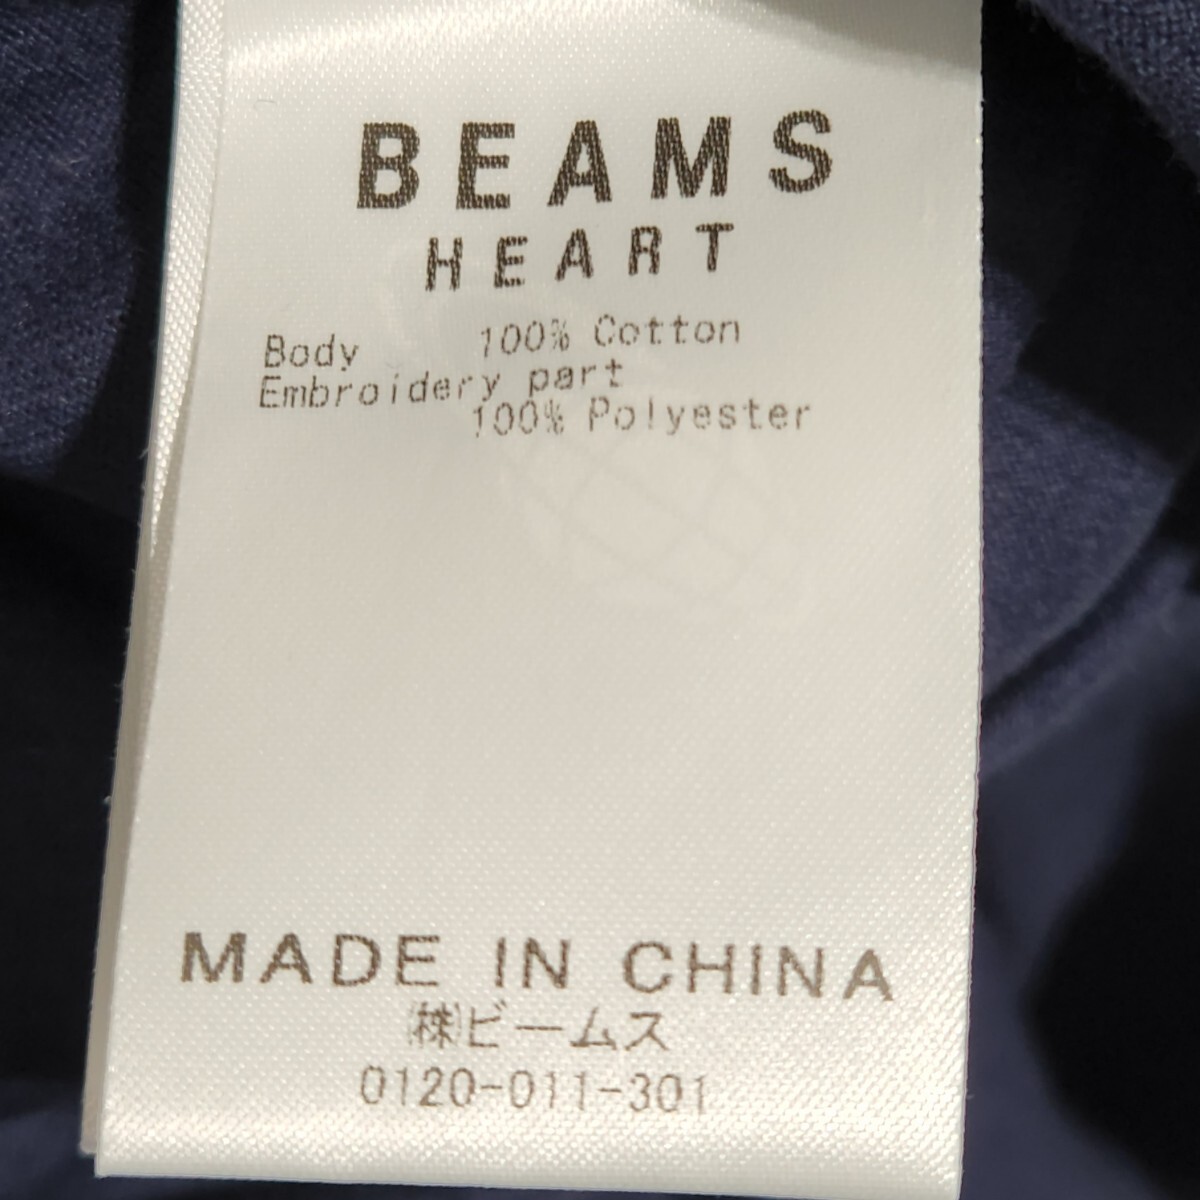 BEAMS
HEART
Body 100% Cotton
Embroidery part
100% Polyester
MADE IN CHINA
㈱ビームス
0120-011-301